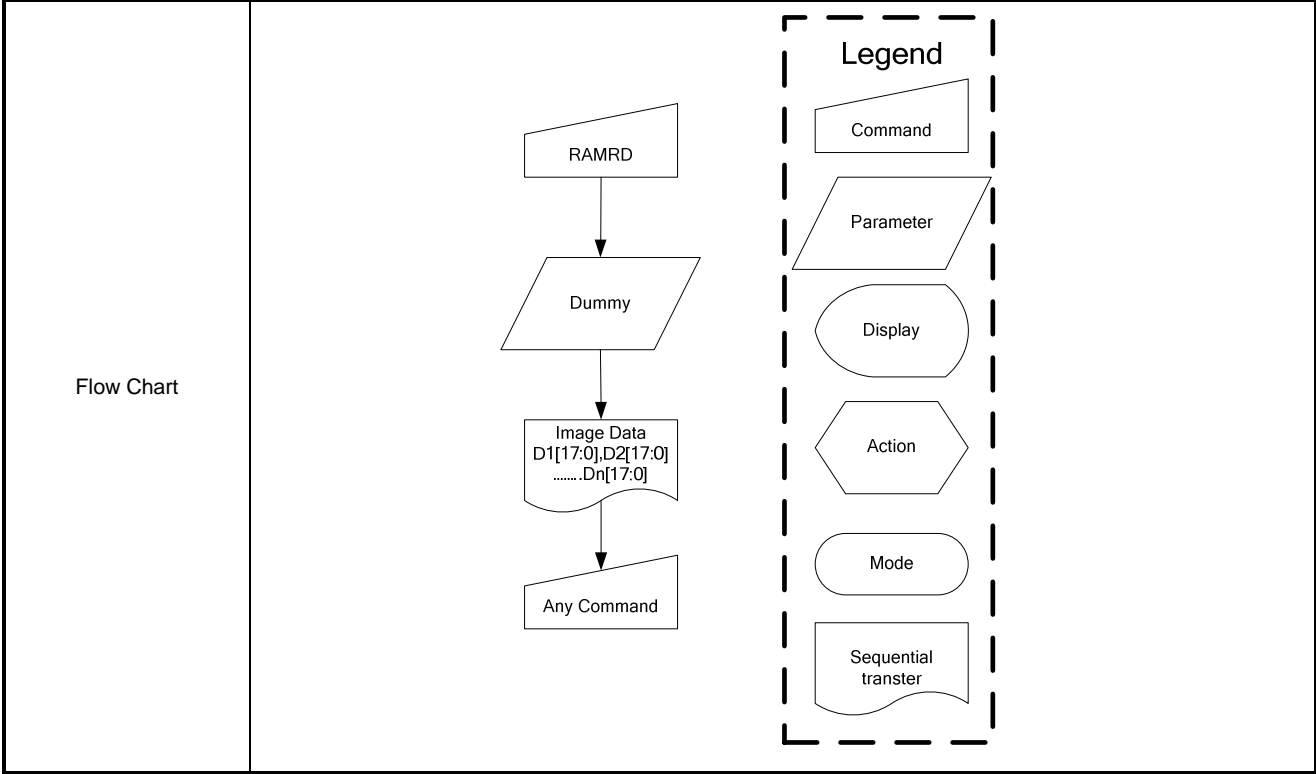 Flow Chart
RAMRD
Dummy
Image Data
D1[17:0],D2[17:0]
........Dn[17:0]
Any Command
Legend
Command
Parameter
Display
Action
Mode
Sequential
transter